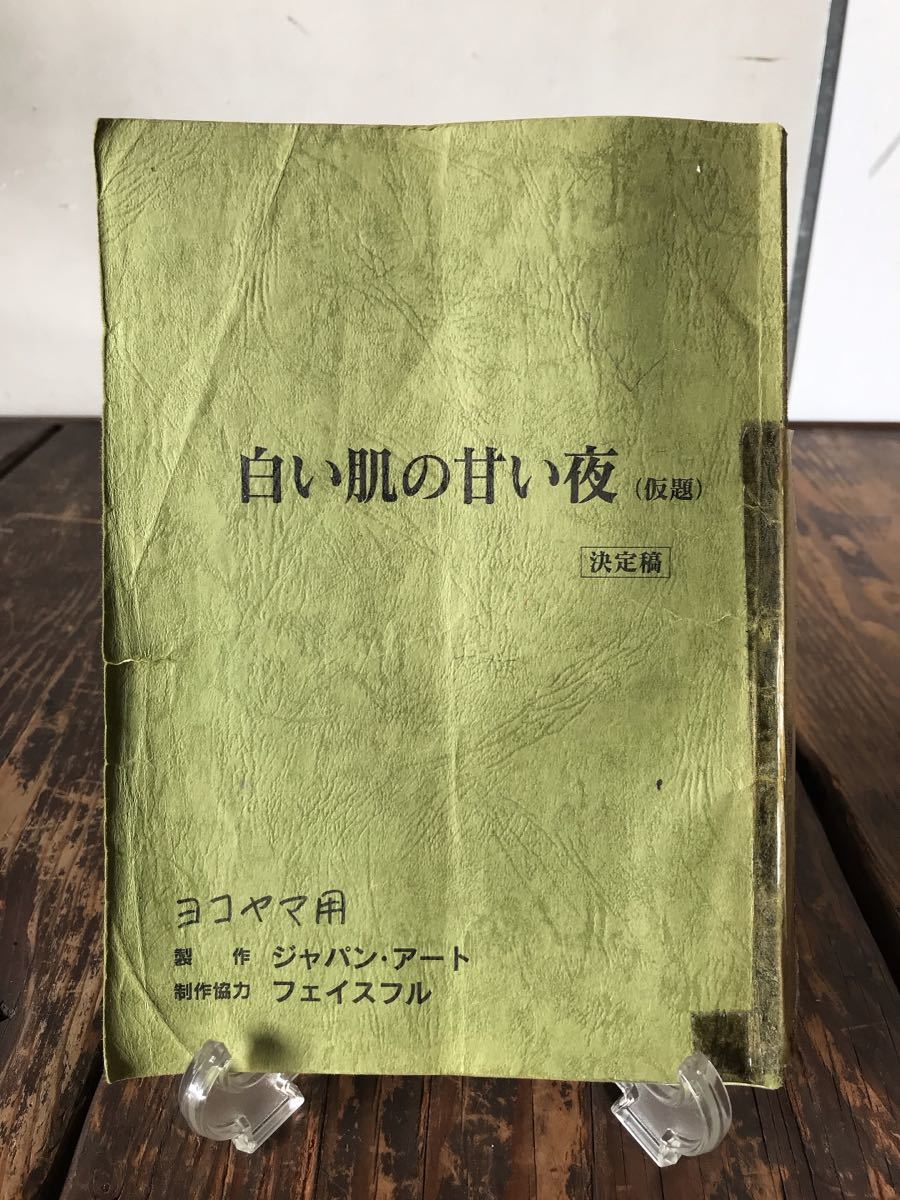 白い肌の甘い夜（仮題）
決定稿
ヨコヤマ用
製作 ジャパン・アート
制作協力 フェイスフル